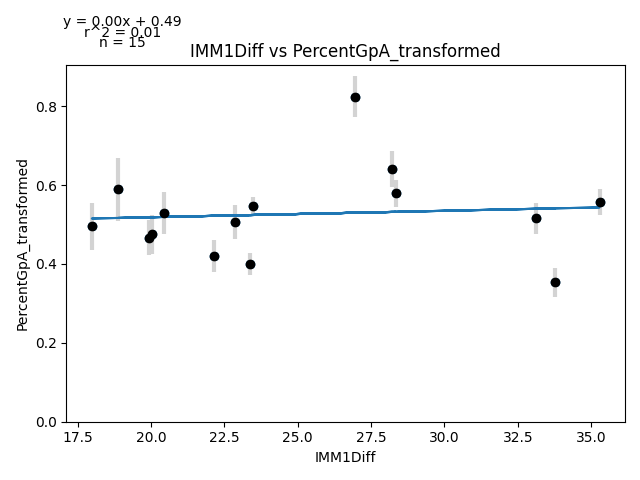 y = 0.00x + 0.49
r^2 = 0.01
n = 15
IMM1Diff vs PercentGpA_transformed
PercentGpA_transformed
0.8
0.6
0.4
0.2
0.0
17.5 20.0 22.5 25.0 27.5 30.0 32.5 35.0
IMM1Diff